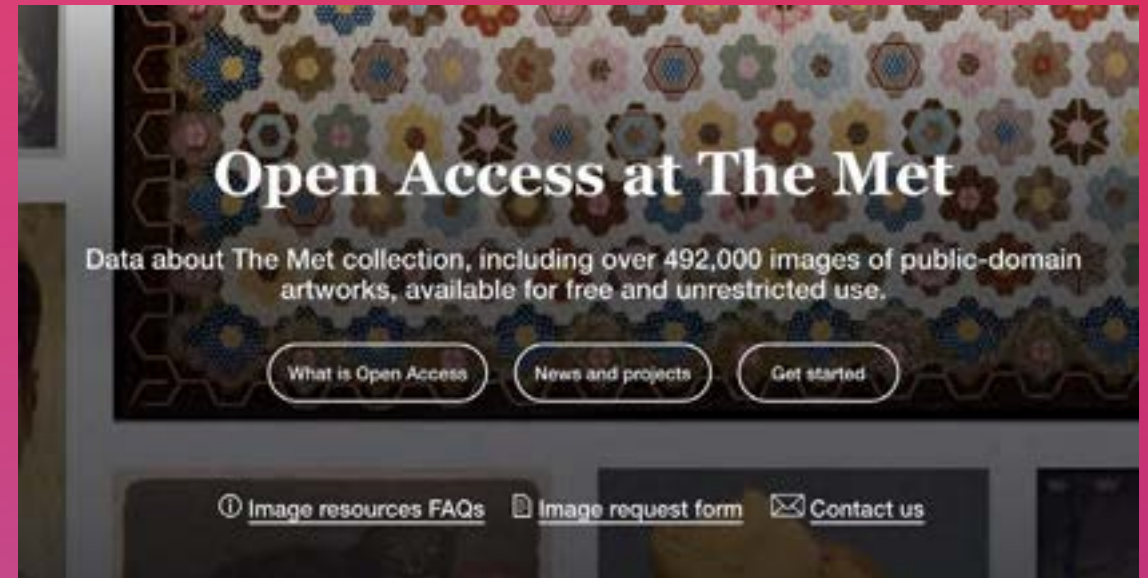 Open Access at The Met
Data about The Met collection, including over 492,000 images of public-domain
artworks, available for free and unrestricted use.
What is Open Access
News and projects
Get started
Image resources FAQs
Image request form
Contact us